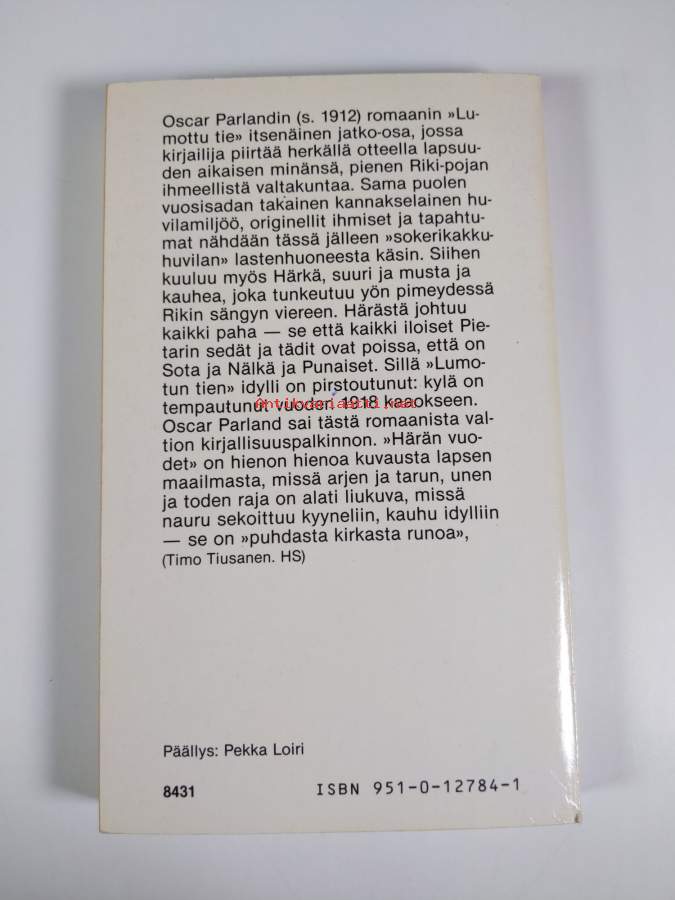 Oscar Parlandin (s. 1912) romaanin »Lu-
mottu tie» itsenäinen jatko-osa, jossa
kirjailija piirtää herkällä otteella lapsuu-
den aikaisen minänsä, pienen Riki-pojan
ihmeellistä valtakuntaa. Sama puolen
vuosisadan takainen kannakselainen hu-
vilamiljöö, originellit ihmiset ja tapahtu-
mat nähdään tässä jälleen »sokerikakku-
huvilan» lastenhuoneesta käsin. Siihen
kuuluu myös Härkä, suuri ja musta ja
kauhea, joka tunkeutuu yön pimeydessä
Rikin sängyn viereen. Härästä johtuu
kaikki paha — se että kaikki iloiset Pie-
tarin sedät ja tädit ovat poissa, että on
Sota ja Nälkä ja Punaiset. Sillä »Lumo-
tun tien» idylli on pirstoutunut: kylä on
tempautunut vuoden 1918 kaaokseen.
Antikvariaatti.net
Oscar Parland sai tästä romaanista val-
tion kirjallisuuspalkinnon. »Härän vuo-
det» on hienon hienoa kuvausta lapsen
maailmasta, missä arjen ja tarun, unen
ja toden raja on alati liukuva, missä
nauru sekoittuu kyyneliin, kauhu idylliin
— se on »puhdasta kirkasta runoa»,
(Timo Tiusanen. HS)
Päällys: Pekka Loiri
8431 ISBN 951-0-12784-1